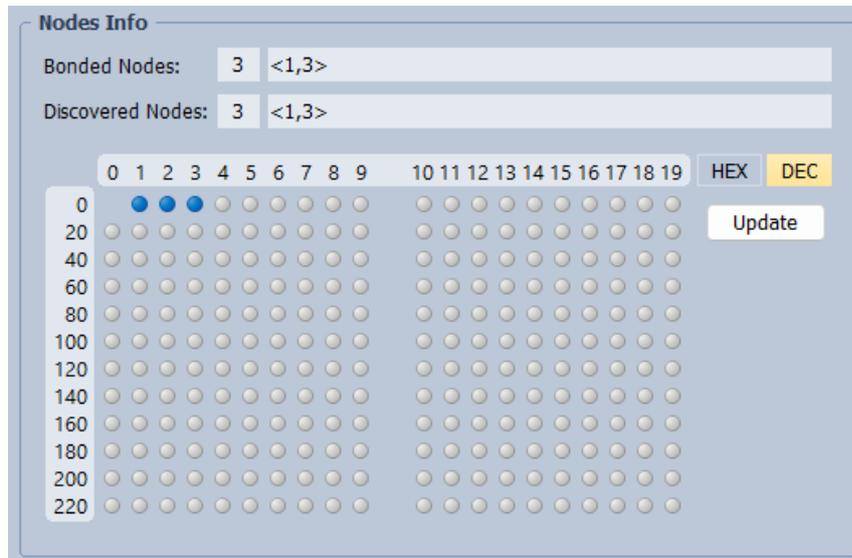 Nodes Info
Bonded Nodes: 3 <1,3>
Discovered Nodes: 3 <1,3>
0 1 2 3 4 5 6 7 8 9 10 11 12 13 14 15 16 17 18 19 HEX DEC
0
Update
20
40
60
80
100
120
140
160
180
200
220